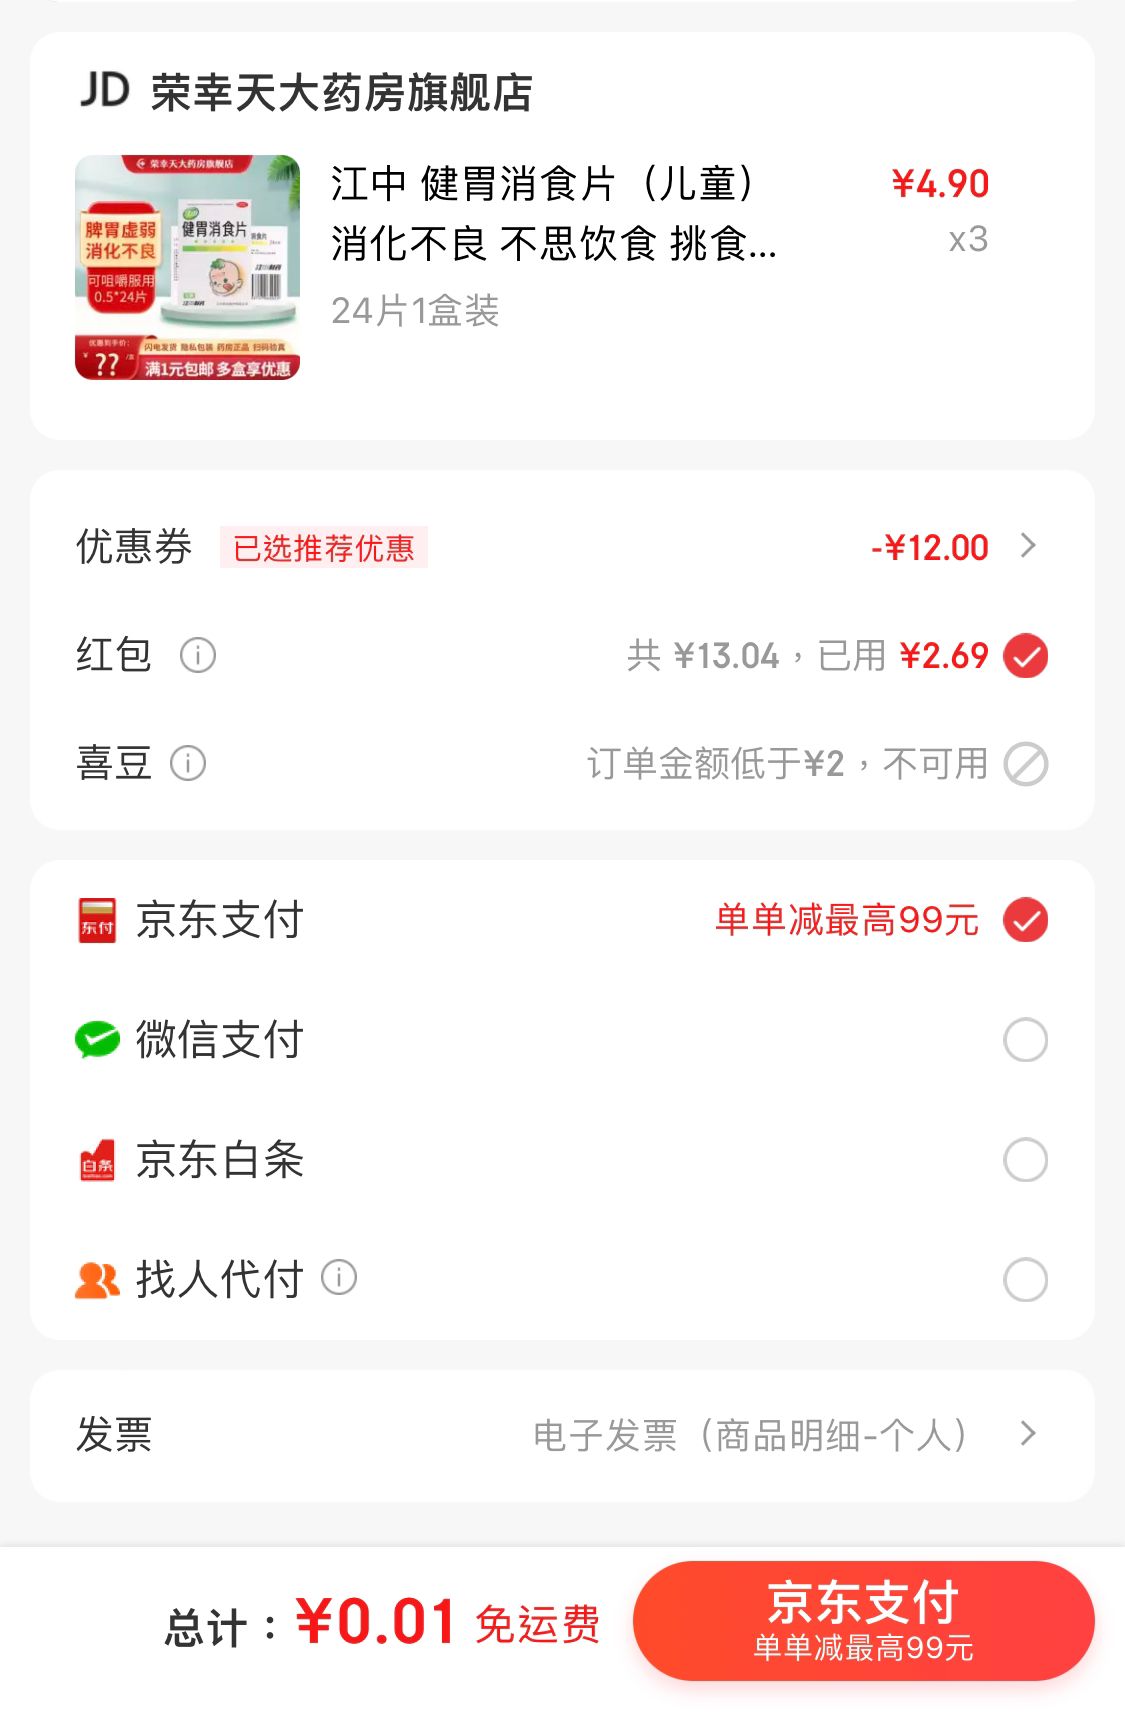 JD 荣幸天大药房旗舰店
荣幸天大药房旗舰店
脾胃虚弱
消化不良
可咀嚼服用
0.5*24片
健胃消食片
优惠到手价:
¥ ?? /盒
闪电发货 隐私包装 药房正品 扫码验真
满1元包邮 多盒享优惠
江中 健胃消食片（儿童） ¥4.90
消化不良 不思饮食 挑食... x3
24片1盒装
优惠券 已选推荐优惠 -¥12.00
红包 共 ¥13.04，已用 ¥2.69
喜豆 订单金额低于¥2，不可用
东付 京东支付 单单减最高99元
微信支付
白条 京东白条
找人代付
发票 电子发票（商品明细-个人）
总计：¥0.01 免运费
京东支付
单单减最高99元